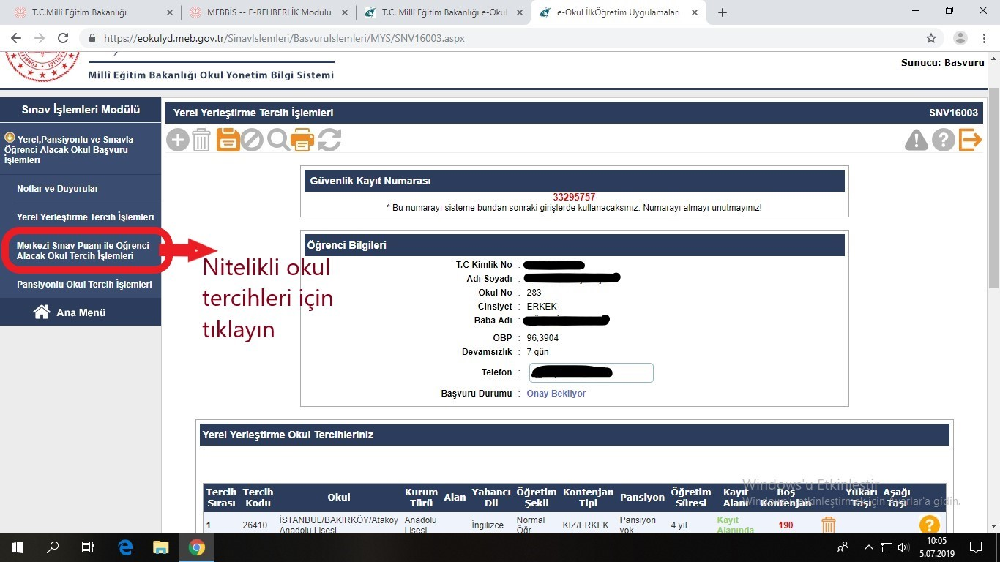 T.C.Millî Eğitim Bakanlığı
MEBBİS -- E-REHBERLİK Modülü
T.C. Millî Eğitim Bakanlığı e-Okul
e-Okul İlkÖğretim Uygulamaları
https://eokulyd.meb.gov.tr/SinavIslemleri/BasvuruIslemleri/MYS/SNV16003.aspx
Millî Eğitim Bakanlığı Okul Yönetim Bilgi Sistemi
Sunucu: Basvuru
Sınav İşlemleri Modülü
Yerel,Pansiyonlu ve Sınavla
Öğrenci Alacak Okul Başvuru
İşlemleri
Notlar ve Duyurular
Yerel Yerleştirme Tercih İşlemleri
Merkezi Sınav Puanı ile Öğrenci
Alacak Okul Tercih İşlemleri
Pansiyonlu Okul Tercih İşlemleri
Ana Menü
Nitelikli okul
tercihleri için
tıklayın
Yerel Yerleştirme Tercih İşlemleri SNV16003
Güvenlik Kayıt Numarası
33295757
* Bu numarayı sisteme bundan sonraki girişlerde kullanacaksınız. Numarayı almayı unutmayınız!
Öğrenci Bilgileri
T.C Kimlik No :
Adı Soyadı :
Okul No : 283
Cinsiyet : ERKEK
Baba Adı :
OBP : 96,3904
Devamsızlık : 7 gün
Telefon :
Başvuru Durumu : Onay Bekliyor
Yerel Yerleştirme Okul Tercihleriniz
Windows'u Etkinleştir
Windows'u etkinleştirmek için Ayarlar'a gidin.
Tercih Sırası Tercih Kodu Okul Kurum Türü Alan Yabancı Dil Öğretim Şekli Kontenjan Tipi Pansiyon Öğretim Süresi Kayıt Alanı Boş Kontenjan Yukarı Taşı Aşağı Taşı
1 26410 İSTANBUL/BAKIRKÖY/Ataköy Anadolu Lisesi Anadolu Lisesi İngilizce Normal Öğr. KIZ/ERKEK Pansiyon yok 4 yıl Kayıt Alanında 190
10:05
5.07.2019